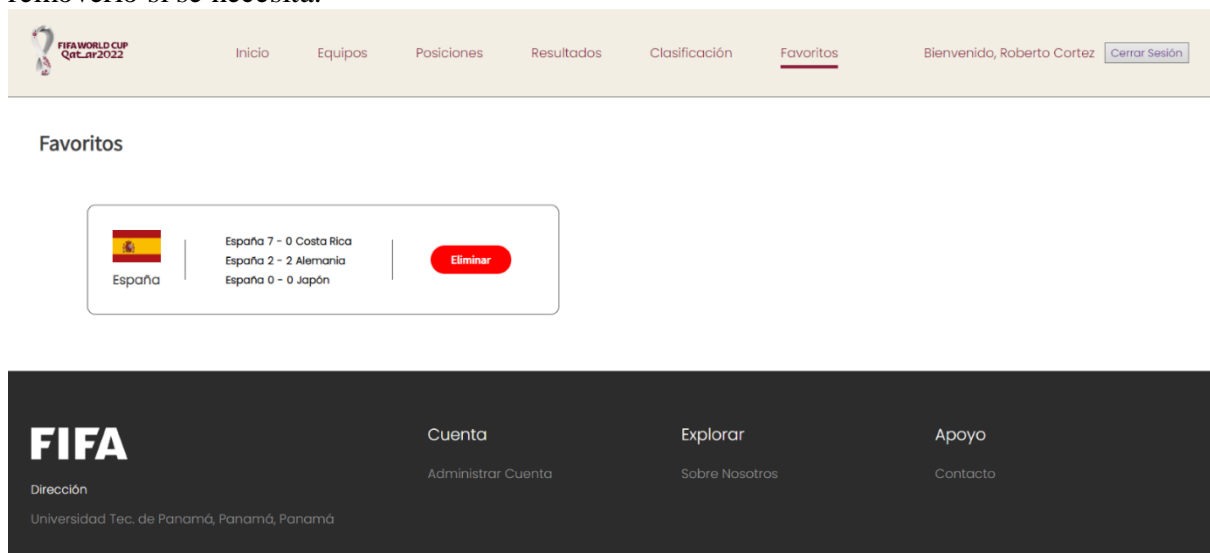 removerlo si se necesita.
FIFA WORLD CUP
Qatar2022
Inicio Equipos Posiciones Resultados Clasificación Favoritos Bienvenido, Roberto Cortez Cerrar Sesión
Favoritos
España 7 - 0 Costa Rica
España 2 - 2 Alemania
España 0 - 0 Japón
España
Eliminar
FIFA
Dirección
Universidad Tec. de Panamá, Panamá, Panamá
Cuenta
Administrar Cuenta
Explorar
Sobre Nosotros
Apoyo
Contacto